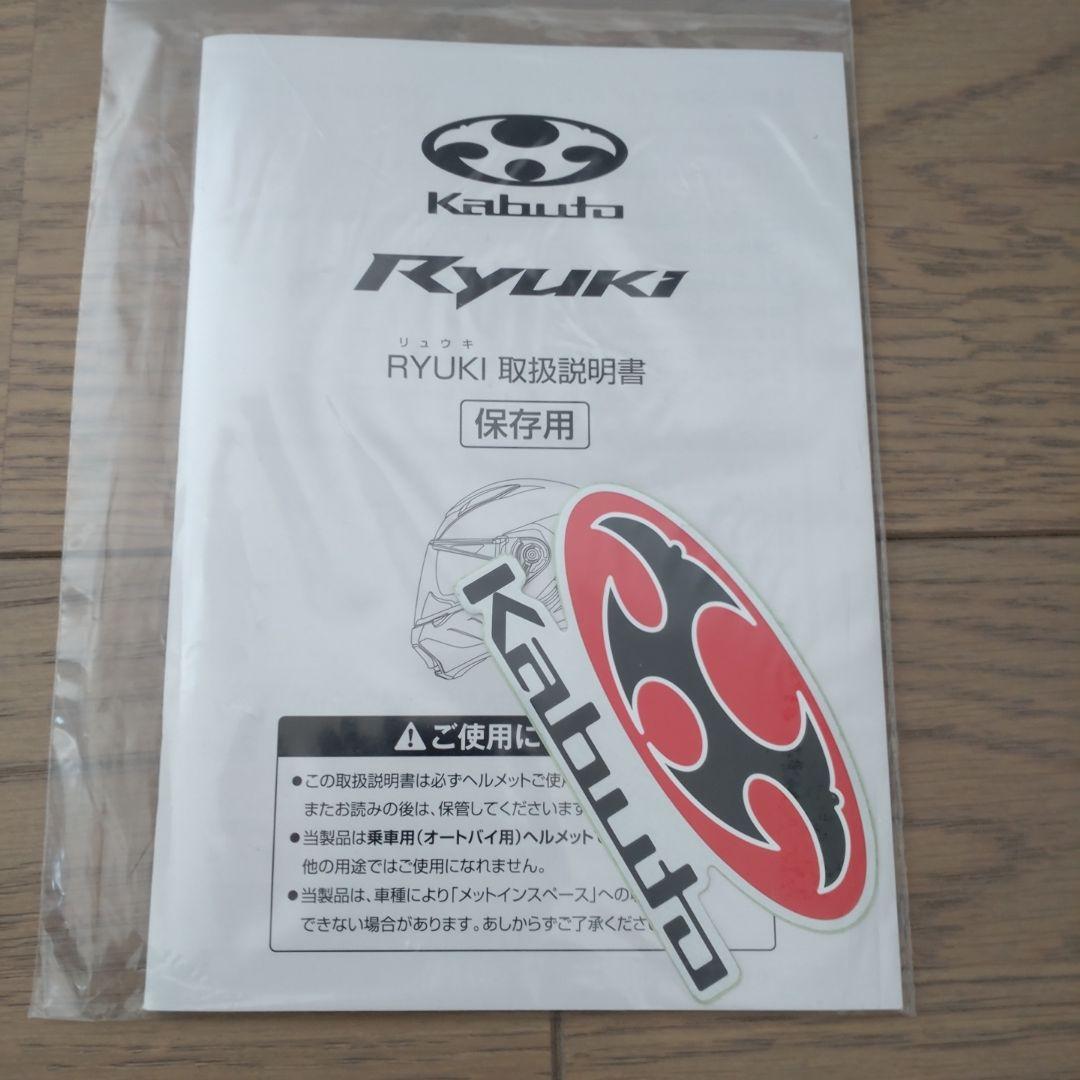 Kabuto
Ryuki
リュウキ
RYUKI 取扱説明書
保存用
ご使用に
●この取扱説明書は必ずヘルメットご使
またお読みの後は、保管してくださいます
●当製品は乗車用(オートバイ用)ヘルメット
他の用途ではご使用になれません。
●当製品は、車種により「メットインスペース」への
できない場合があります。あしからずご了承くださ
Kabuto